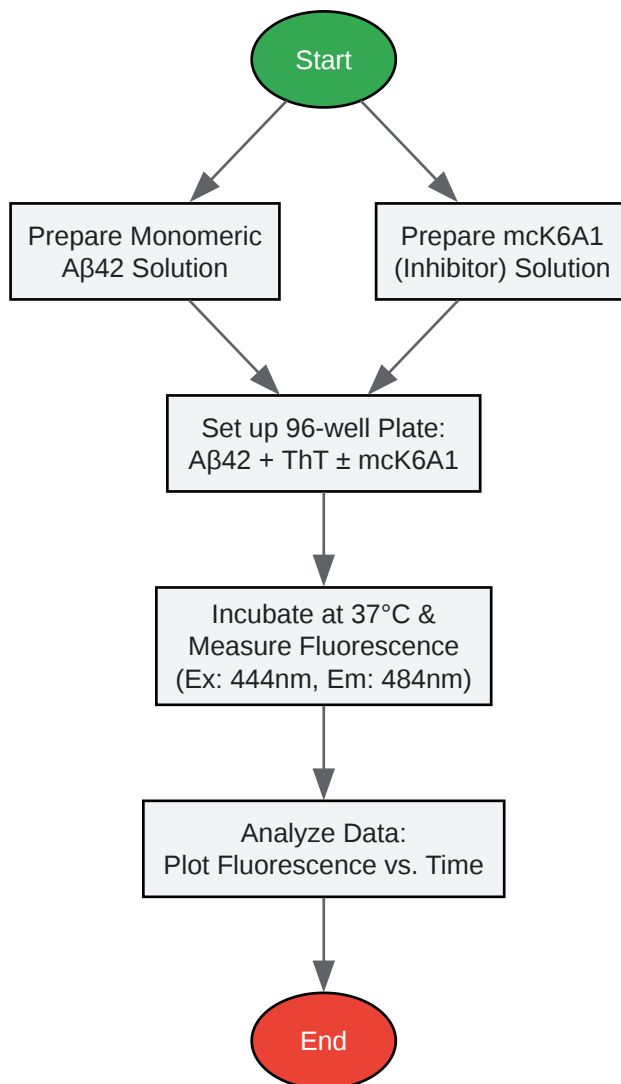 Start
Prepare Monomeric
Aβ42 Solution
Prepare mcK6A1
(Inhibitor) Solution
Set up 96-well Plate:
Aβ42 + ThT ± mcK6A1
Incubate at 37°C &
Measure Fluorescence
(Ex: 444nm, Em: 484nm)
Analyze Data:
Plot Fluorescence vs. Time
End